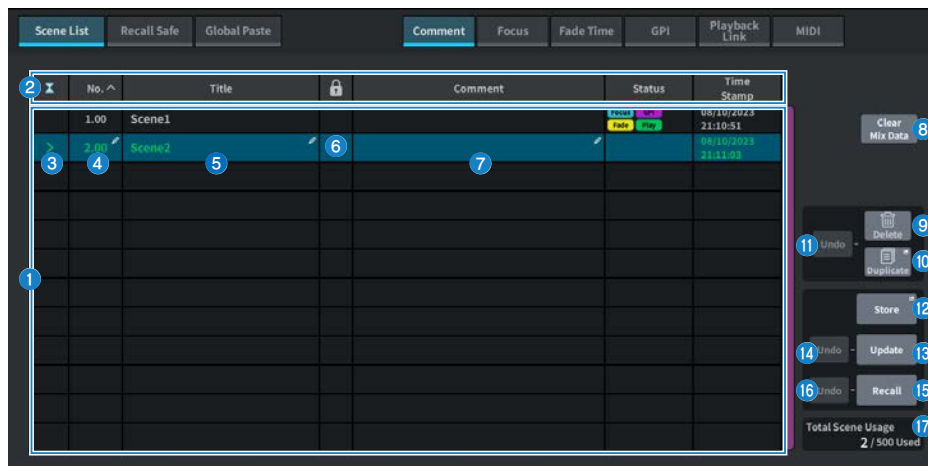 Scene List Recall Safe Global Paste Comment Focus Fade Time GPI Playback Link MIDI
2 No. ^ Title Comment Status Time Stamp
1.00 Scene1 Focus GPI Fade Play 08/10/2023 21:10:51
3 > 2.00 4 Scene2 5 6 7 08/10/2023 21:11:03
1
Clear Mix Data 8
11 Undo - Delete 9
Duplicate 10
Store 12
14 Undo - Update 13
16 Undo - Recall 15
Total Scene Usage 17
2 / 500 Used